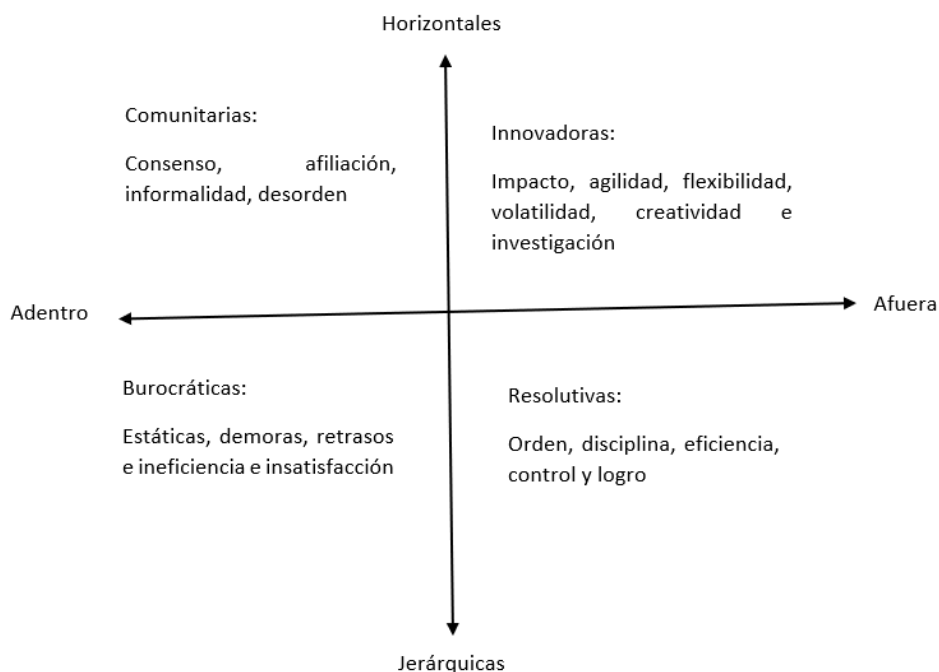 Horizontales
Comunitarias:
Consenso, afiliación,
informalidad, desorden
Innovadoras:
Impacto, agilidad, flexibilidad,
volatilidad, creatividad e
investigación
Adentro
Afuera
Burocráticas:
Estáticas, demoras, retrasos
e ineficiencia e insatisfacción
Resolutivas:
Orden, disciplina, eficiencia,
control y logro
Jerárquicas